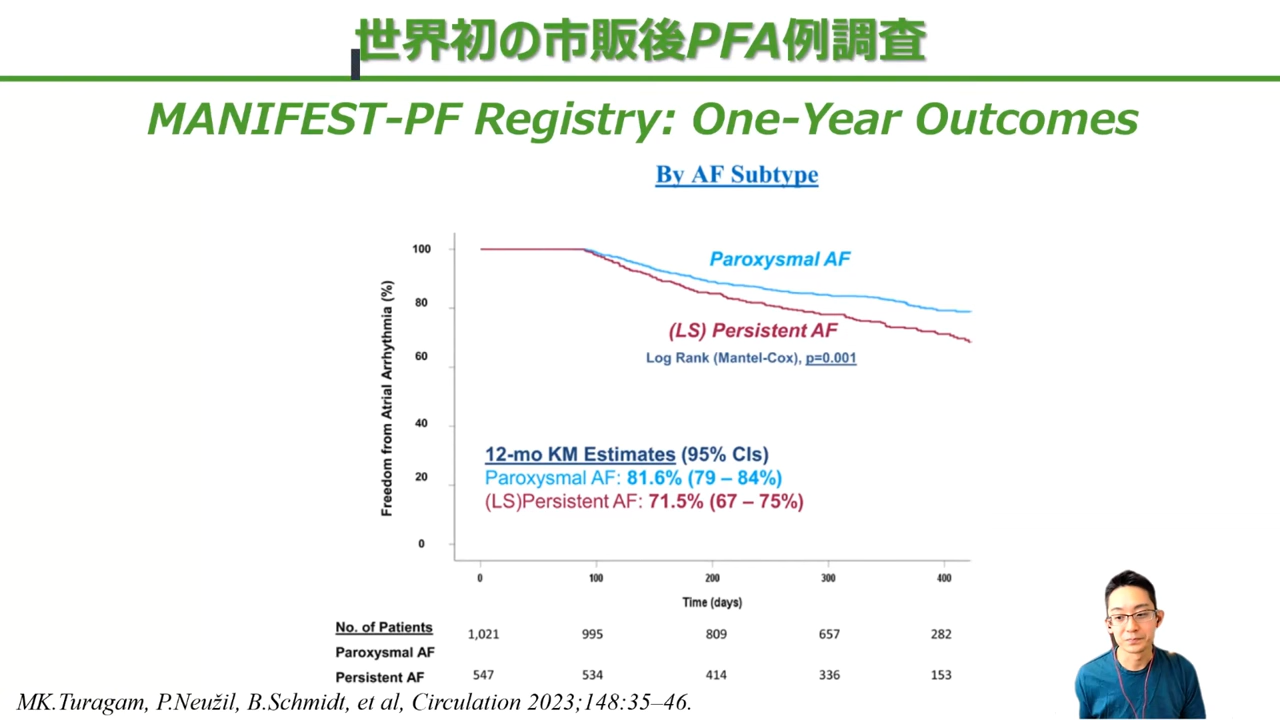 世界初の市販後PFA例調査
MANIFEST-PF Registry: One-Year Outcomes
By AF Subtype
Freedom from Atrial Arrhythmia (%)
100
80
60
40
20
0
Paroxysmal AF
(LS) Persistent AF
Log Rank (Mantel-Cox), p=0.001
12-mo KM Estimates (95% CIs)
Paroxysmal AF: 81.6% (79 – 84%)
(LS)Persistent AF: 71.5% (67 – 75%)
0 100 200 300 400
Time (days)
No. of Patients
1,021 995 809 657 282
Paroxysmal AF
Persistent AF 547 534 414 336 153
MK.Turagam, P.Neužil, B.Schmidt, et al, Circulation 2023;148:35–46.